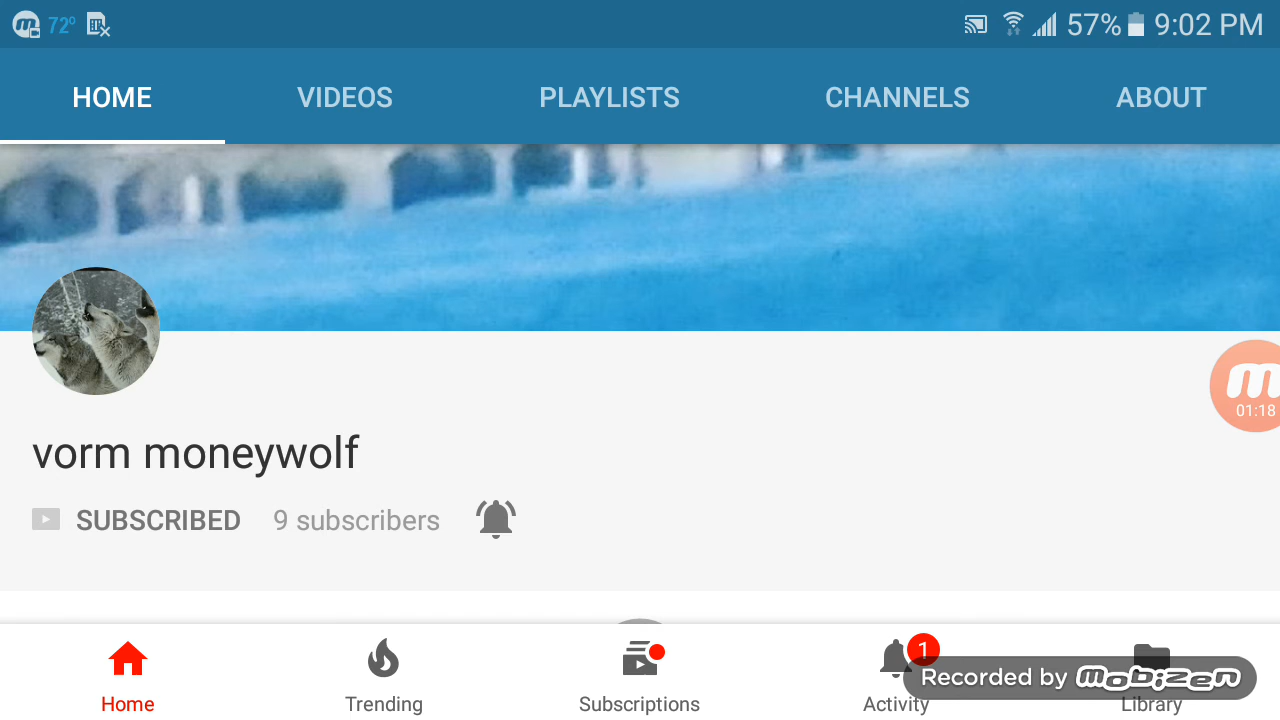 72° 57% 9:02 PM
HOME VIDEOS PLAYLISTS CHANNELS ABOUT
01:18
vorm moneywolf
SUBSCRIBED 9 subscribers
1
Recorded by mobizen
Home Trending Subscriptions Activity Library